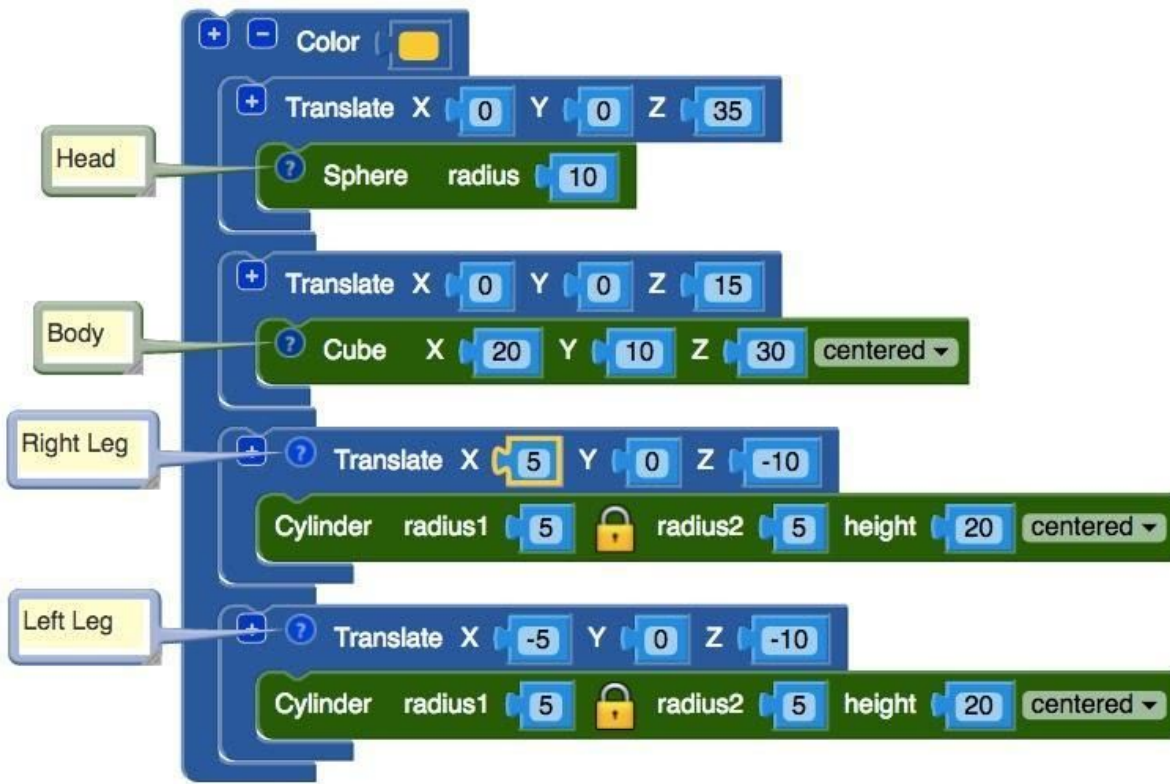 Color
Translate X 0 Y 0 Z 35
Head
Sphere radius 10
Translate X 0 Y 0 Z 15
Body
Cube X 20 Y 10 Z 30 centered
Right Leg
Translate X 5 Y 0 Z -10
Cylinder radius1 5 radius2 5 height 20 centered
Left Leg
Translate X -5 Y 0 Z -10
Cylinder radius1 5 radius2 5 height 20 centered